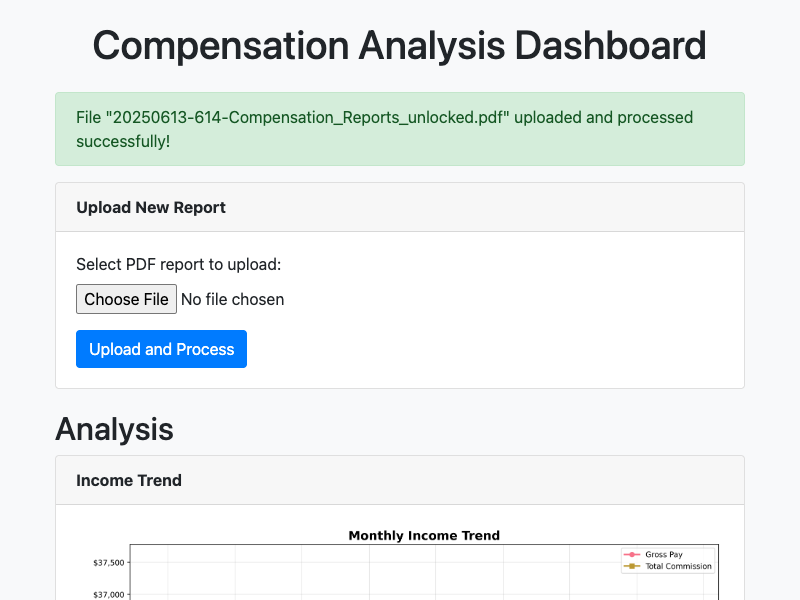 Compensation Analysis Dashboard
File "20250613-614-Compensation_Reports_unlocked.pdf" uploaded and processed
successfully!
Upload New Report
Select PDF report to upload:
Choose File No file chosen
Upload and Process
Analysis
Income Trend
Monthly Income Trend
Gross Pay
$37,500
Total Commission
$37,000